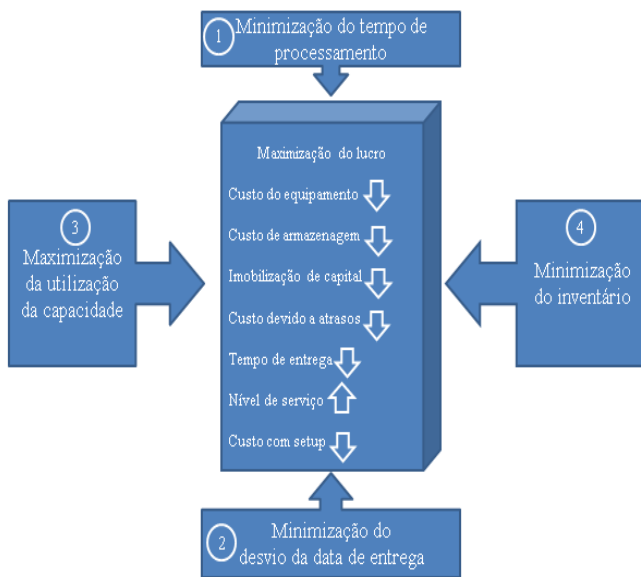 1
Minimização do tempo de
processamento
Maximização do lucro
Custo do equipamento
Custo de armazenagem
Imobilização de capital
Custo devido a atrasos
Tempo de entrega
Nível de serviço
Custo com setup
3
Maximização
da utilização
da capacidade
4
Minimização
do inventário
2
Minimização do
desvio da data de entrega